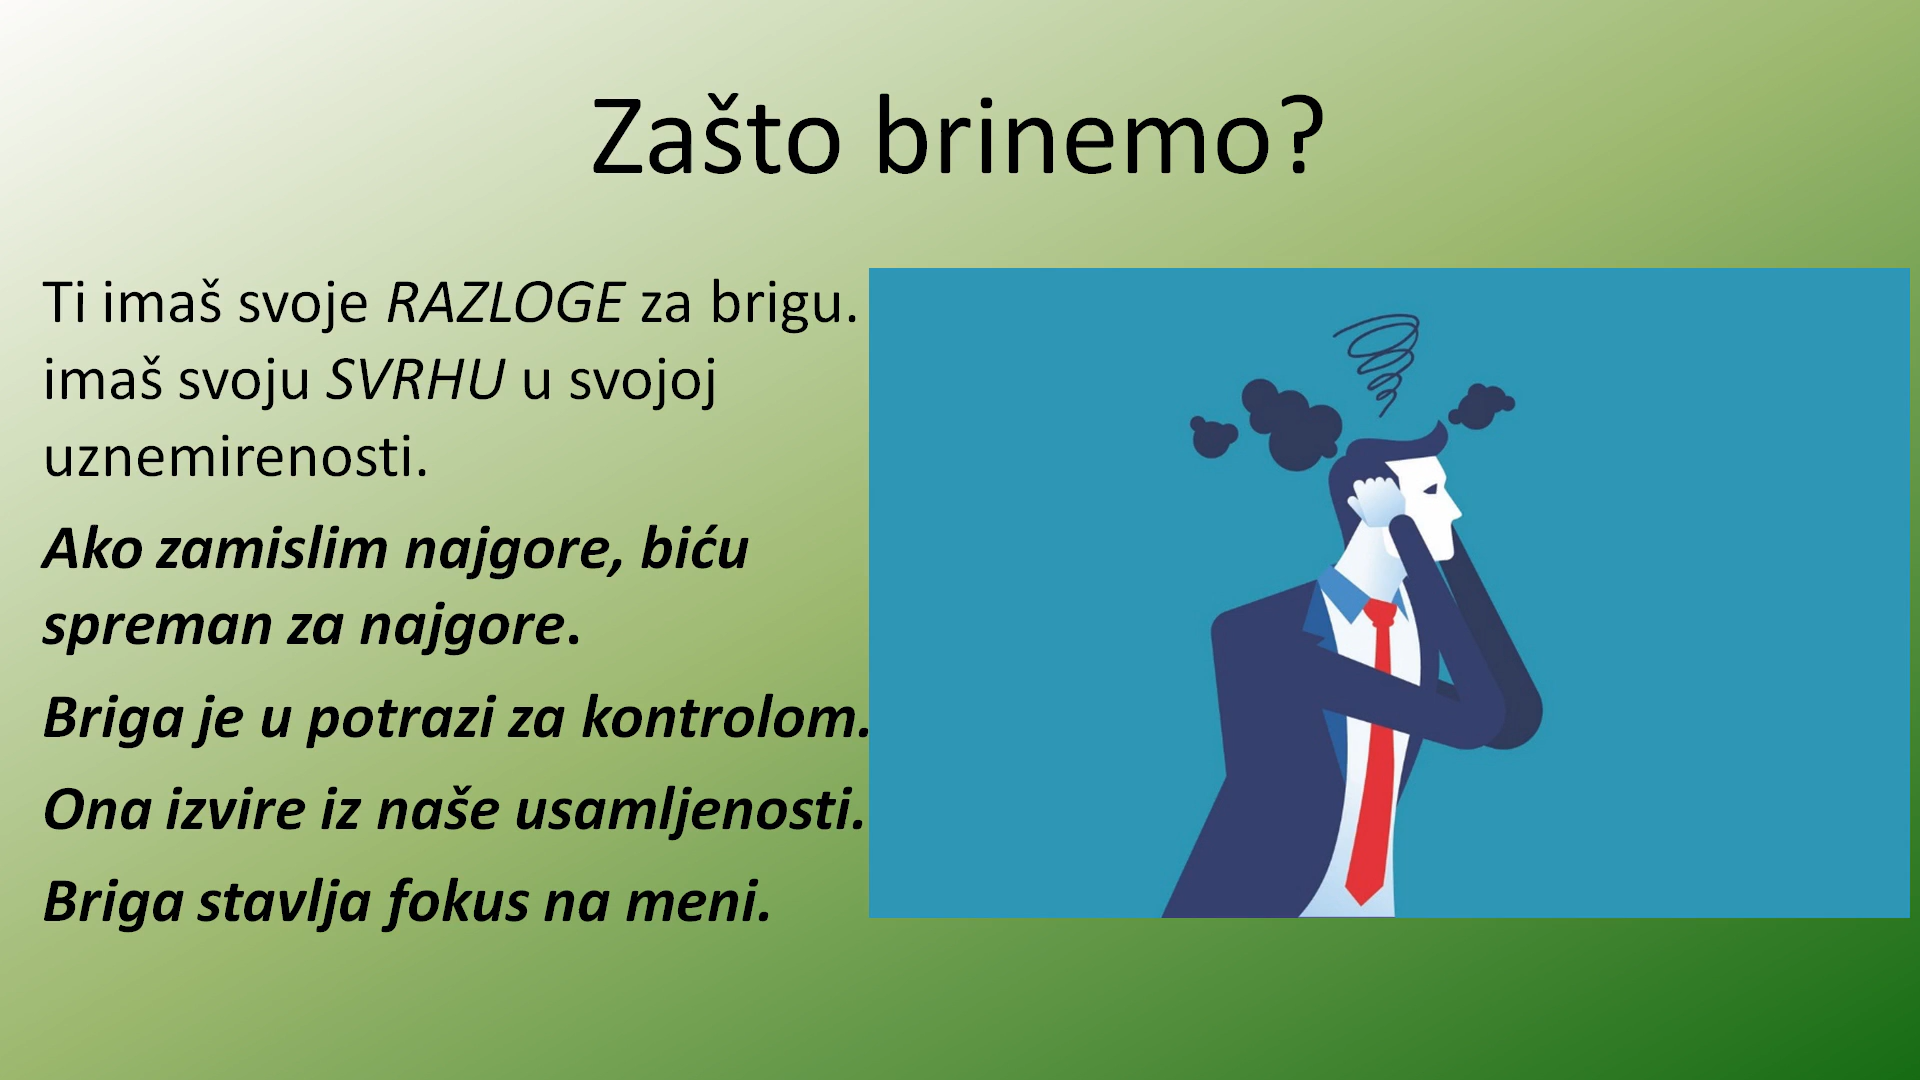 Zašto brinemo?
Ti imaš svoje RAZLOGE za brigu.
imaš svoju SVRHU u svojoj
uznemirenosti.
Ako zamislim najgore, biću
spreman za najgore.
Briga je u potrazi za kontrolom.
Ona izvire iz naše usamljenosti.
Briga stavlja fokus na meni.